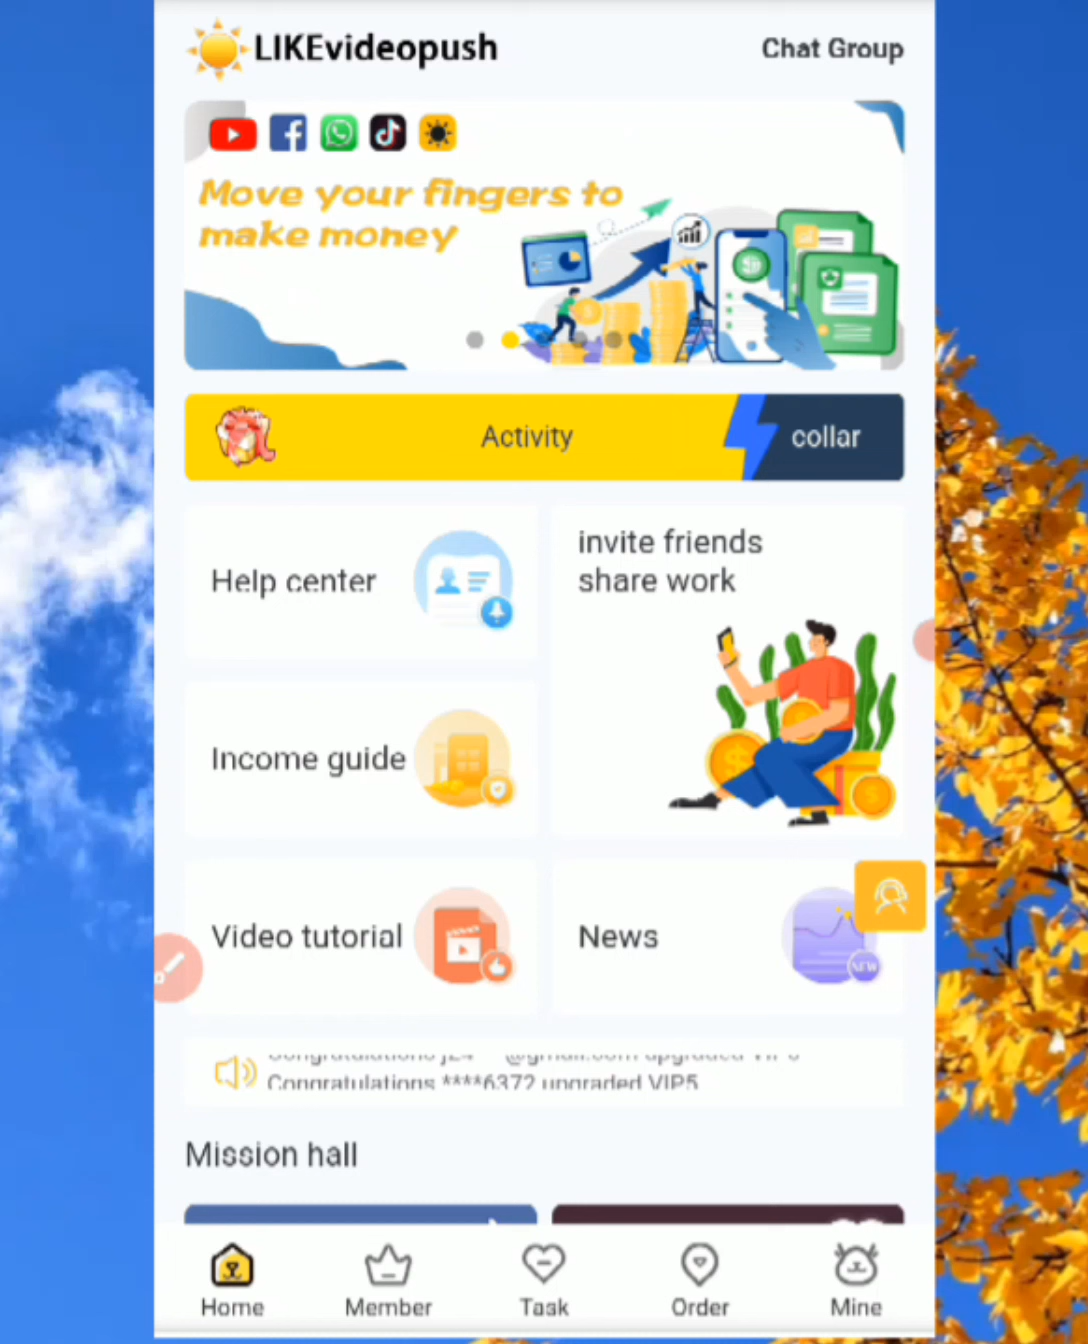 LIKEvideopush
Chat Group
Move your fingers to
make money
Activity
collar
Help center
invite friends
share work
Income guide
Video tutorial
News
NEW
Congratulations ****6372 upgraded VIP5
Mission hall
Home
Member
Task
Order
Mine